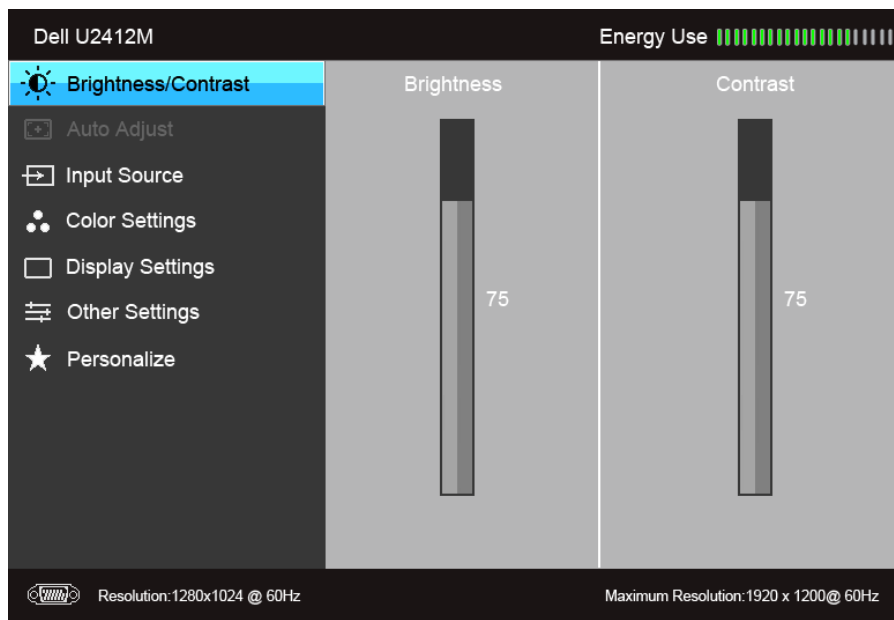 Dell U2412M
Energy Use
Brightness/Contrast
Auto Adjust
Input Source
Color Settings
Display Settings
Other Settings
Personalize
Brightness
75
Contrast
75
Resolution:1280x1024 @ 60Hz
Maximum Resolution:1920 x 1200@ 60Hz